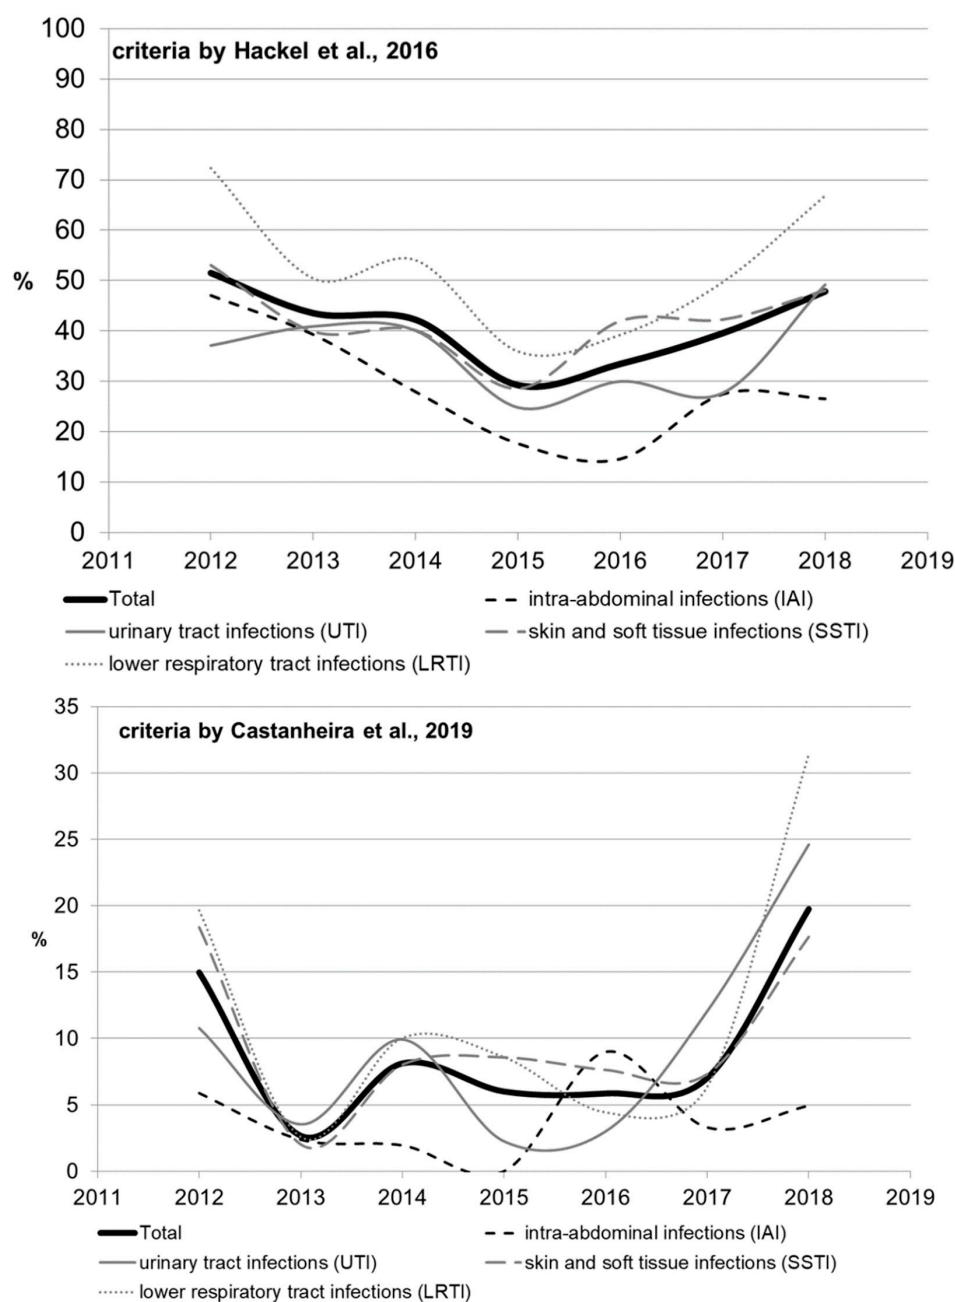 criteria by Hackel et al., 2016
100
90
80
70
60
50
40
30
20
10
0
%
2011 2012 2013 2014 2015 2016 2017 2018 2019
Total
intra-abdominal infections (IAI)
urinary tract infections (UTI)
skin and soft tissue infections (SSTI)
lower respiratory tract infections (LRTI)
criteria by Castanheira et al., 2019
35
30
25
20
15
10
5
0
%
2011 2012 2013 2014 2015 2016 2017 2018 2019
Total
intra-abdominal infections (IAI)
urinary tract infections (UTI)
skin and soft tissue infections (SSTI)
lower respiratory tract infections (LRTI)